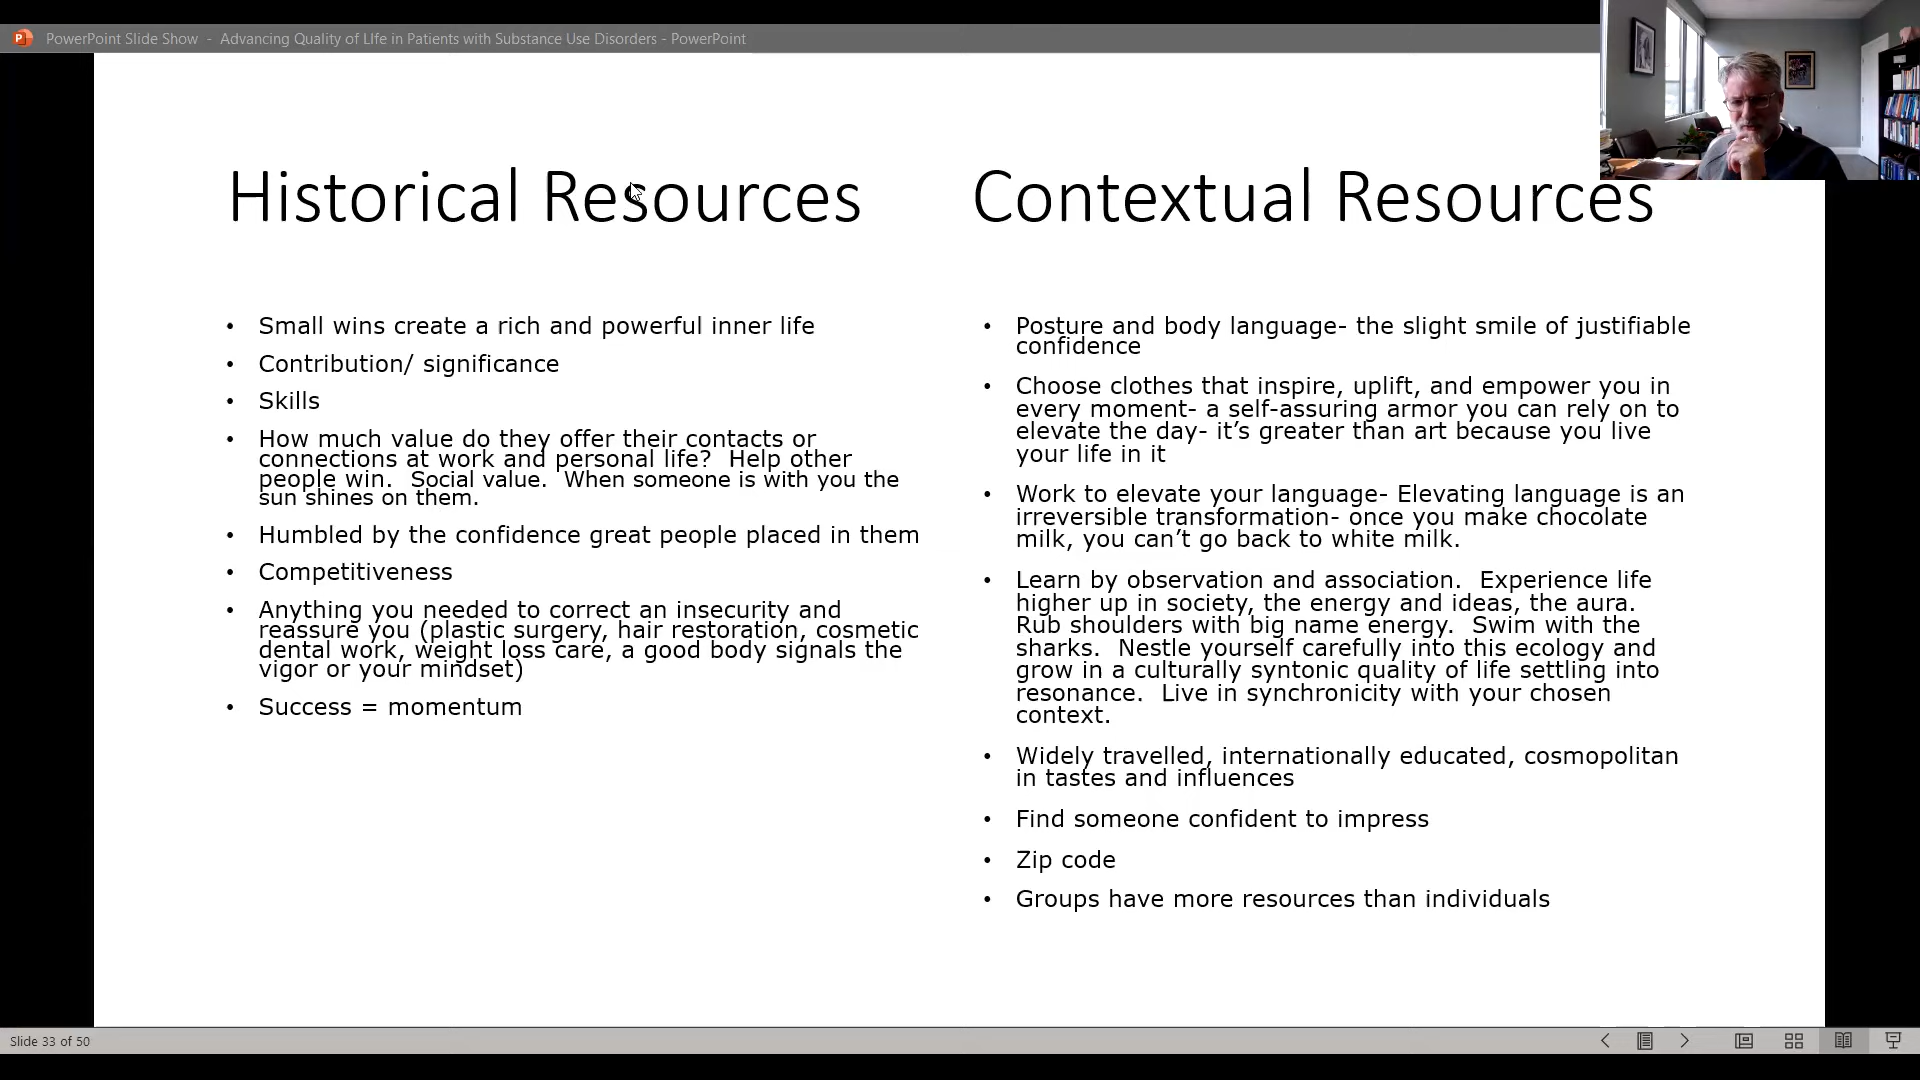 PowerPoint Slide Show - Advancing Quality of LIfe in Patients with Substance Use Disorders - PowerPoint
Historical Resources
• Small wins create a rich and powerful inner life
• Contribution/ significance
• Skills
• How much value do they offer their contacts or
connections at work and personal life?  Help other
people win.  Social value.  When someone is with you the
sun shines on them.
• Humbled by the confidence great people placed in them
• Competitiveness
• Anything you needed to correct an insecurity and
reassure you (plastic surgery, hair restoration, cosmetic
dental work, weight loss care, a good body signals the
vigor or your mindset)
• Success = momentum
Contextual Resources
• Posture and body language- the slight smile of justifiable
confidence
• Choose clothes that inspire, uplift, and empower you in
every moment- a self-assuring armor you can rely on to
elevate the day- it’s greater than art because you live
your life in it
• Work to elevate your language- Elevating language is an
irreversible transformation- once you make chocolate
milk, you can’t go back to white milk.
• Learn by observation and association.  Experience life
higher up in society, the energy and ideas, the aura.
Rub shoulders with big name energy.  Swim with the
sharks.  Nestle yourself carefully into this ecology and
grow in a culturally syntonic quality of life settling into
resonance.  Live in synchronicity with your chosen
context.
• Widely travelled, internationally educated, cosmopolitan
in tastes and influences
• Find someone confident to impress
• Zip code
• Groups have more resources than individuals
Slide 33 of 50